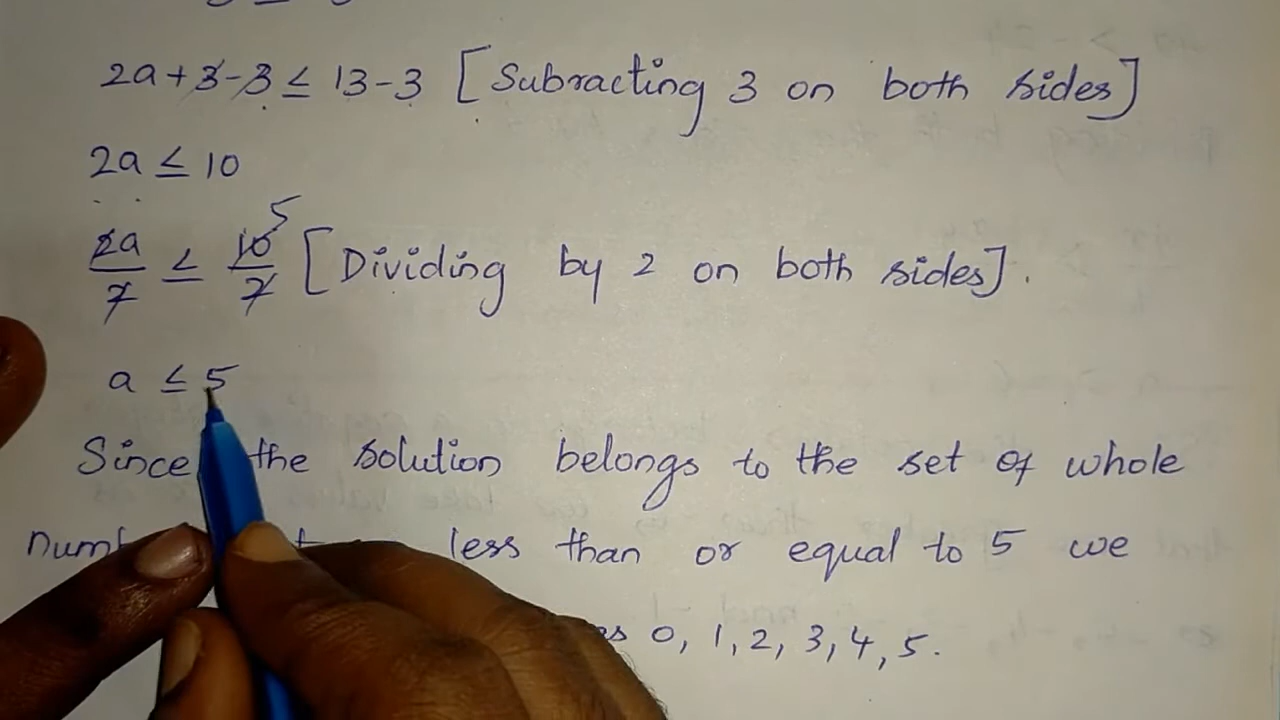 2a + 3 - 3 ≤ 13 - 3 [Subracting 3 on both sides]
2a ≤ 10
5
2a/2 ≤ 10/2 [Dividing by 2 on both sides].
a ≤ 5
Since the solution belongs to the set of whole
less than or equal to 5 we
0, 1, 2, 3, 4, 5.